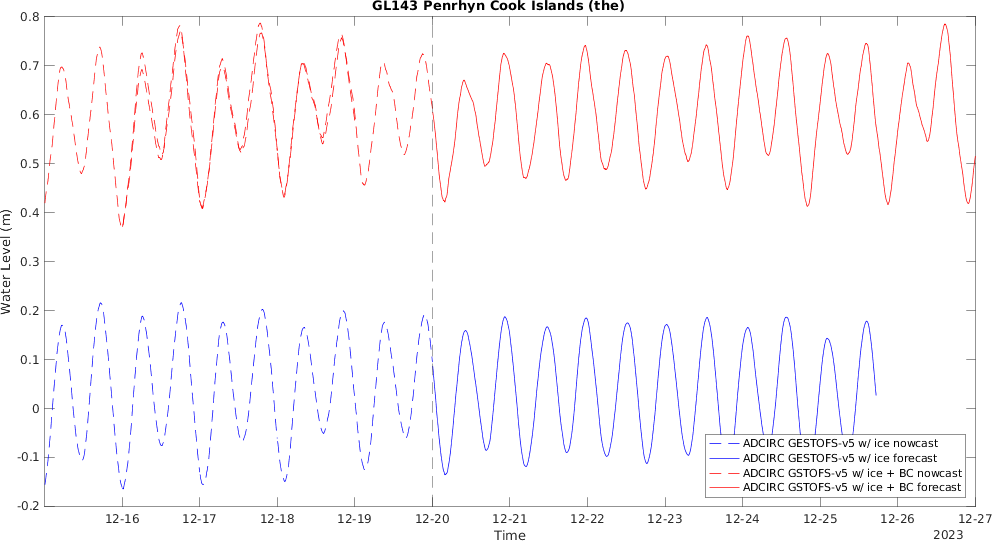 GL143 Penrhyn Cook Islands (the)
0.8
0.7
0.6
0.5
0.4
0.3
0.2
0.1
0
-0.1
-0.2
Water Level (m)
ADCIRC GESTOFS-v5 w/ ice nowcast
ADCIRC GESTOFS-v5 w/ ice forecast
ADCIRC GSTOFS-v5 w/ ice + BC nowcast
ADCIRC GSTOFS-v5 w/ ice + BC forecast
12-16 12-17 12-18 12-19 12-20 12-21 12-22 12-23 12-24 12-25 12-26 12-27
Time
2023